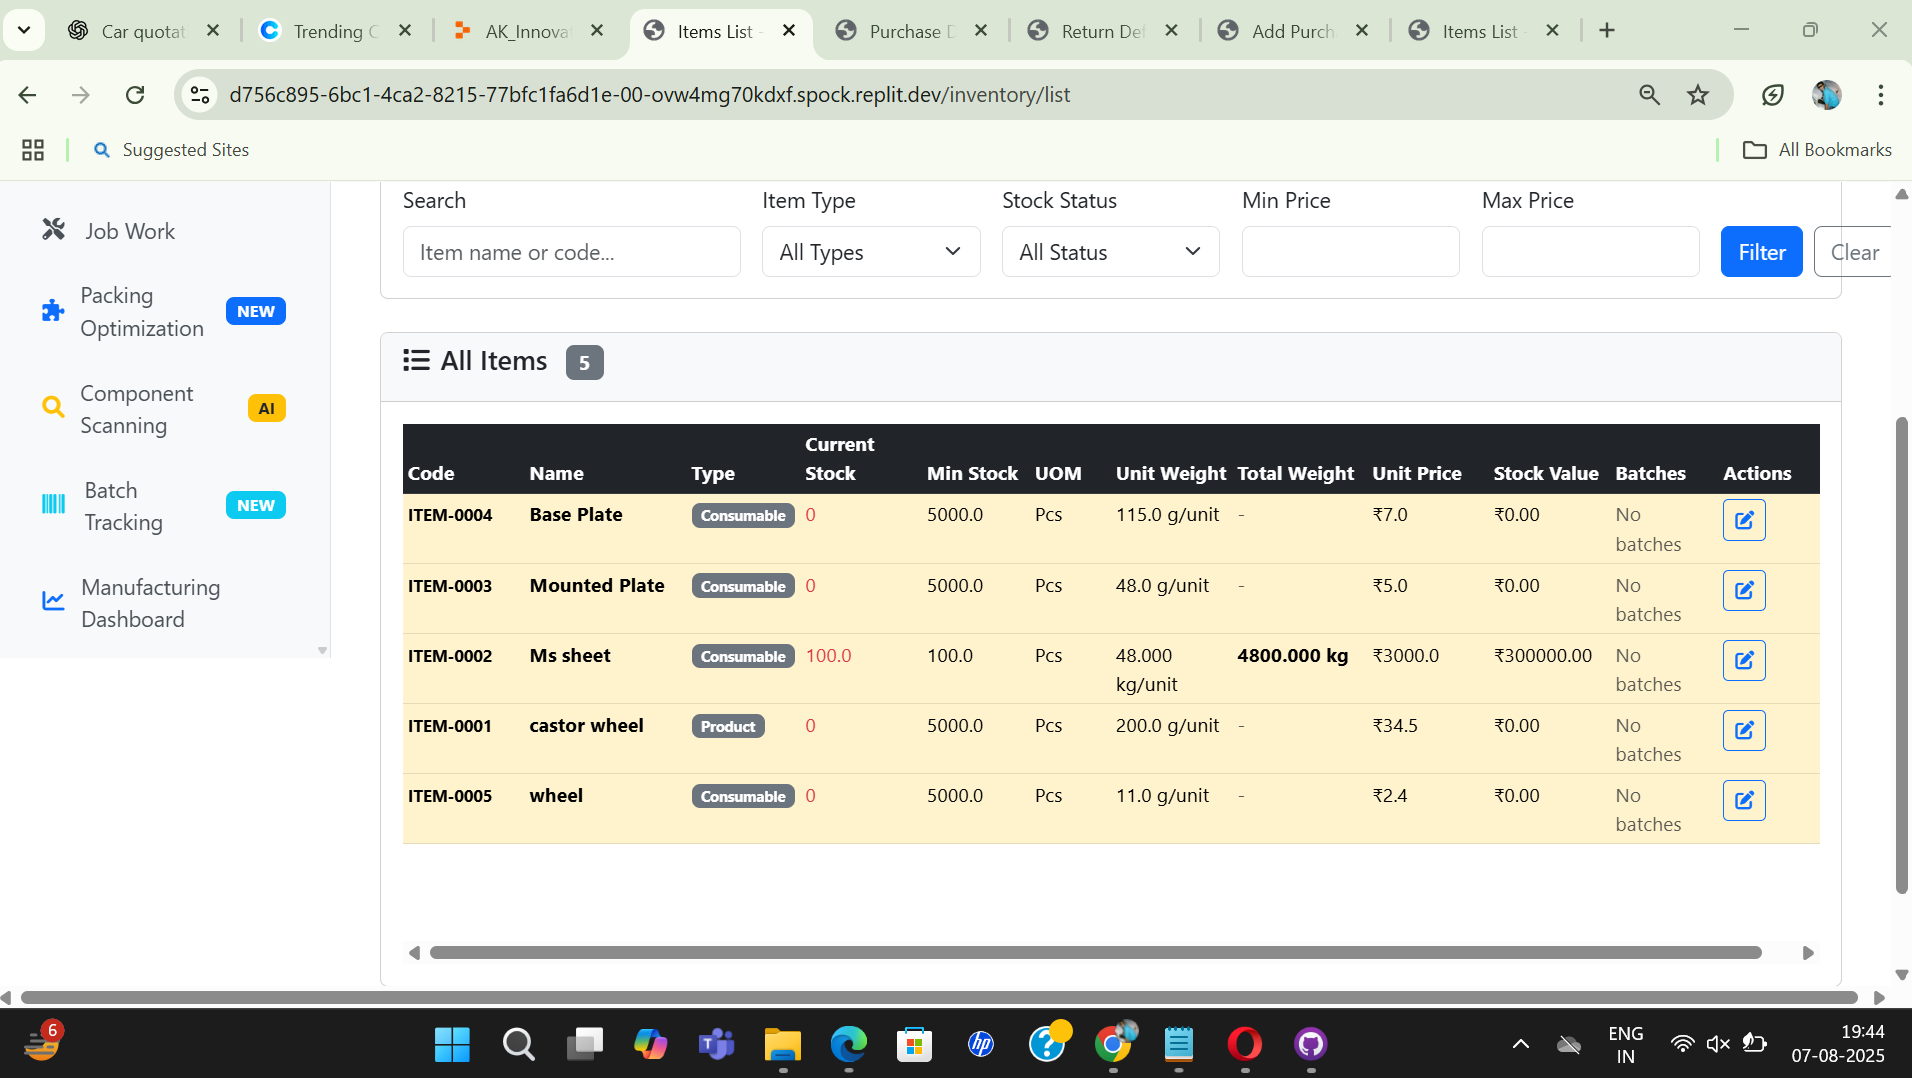 Car quotat
Trending C
AK_Innova
Items List -
Purchase D
Return Def
Add Purch
Items List -
d756c895-6bc1-4ca2-8215-77bfc1fa6d1e-00-ovw4mg70kdxf.spock.replit.dev/inventory/list
Suggested Sites
All Bookmarks
Job Work
Packing
Optimization
NEW
Component
Scanning
AI
Batch
Tracking
NEW
Manufacturing
Dashboard
Search
Item Type
Stock Status
Min Price
Max Price
Item name or code...
All Types
All Status
Filter
Clear
All Items 5
Code Name Type Current Stock Min Stock UOM Unit Weight Total Weight Unit Price Stock Value Batches Actions
ITEM-0004 Base Plate Consumable 0 5000.0 Pcs 115.0 g/unit - ₹7.0 ₹0.00 No batches
ITEM-0003 Mounted Plate Consumable 0 5000.0 Pcs 48.0 g/unit - ₹5.0 ₹0.00 No batches
ITEM-0002 Ms sheet Consumable 100.0 100.0 Pcs 48.000 kg/unit 4800.000 kg ₹3000.0 ₹300000.00 No batches
ITEM-0001 castor wheel Product 0 5000.0 Pcs 200.0 g/unit - ₹34.5 ₹0.00 No batches
ITEM-0005 wheel Consumable 0 5000.0 Pcs 11.0 g/unit - ₹2.4 ₹0.00 No batches
6
hp
ENG
IN
19:44
07-08-2025